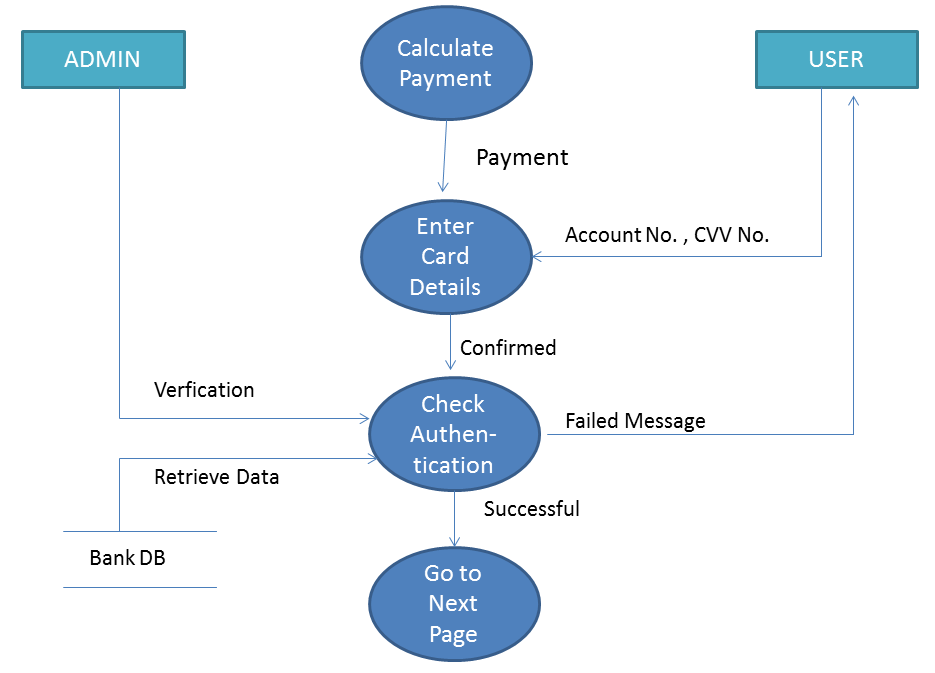 Calculate
Payment
ADMIN
USER
Payment
Enter
Card
Details
Account No. , CVV No.
Confirmed
Verfication
Check
Authen-
tication
Failed Message
Retrieve Data
Successful
Bank DB
Go to
Next
Page